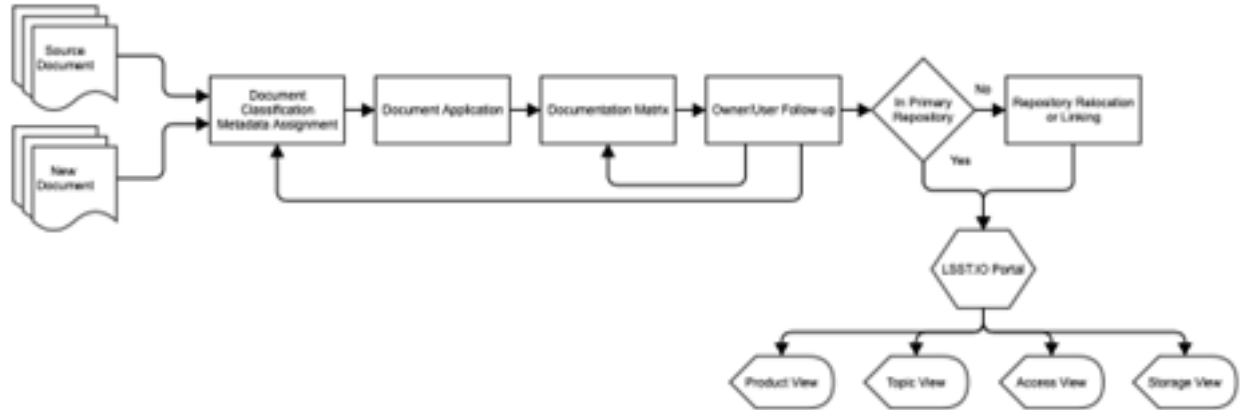 Source
Document
New
Document
Document
Classification
Metadata Assignment
Document Application
Documentation Matrix
Owner/User Follow-up
In Primary
Repository
No
Yes
Repository Relocation
or Linking
LSST.IO Portal
Product View
Topic View
Access View
Storage View